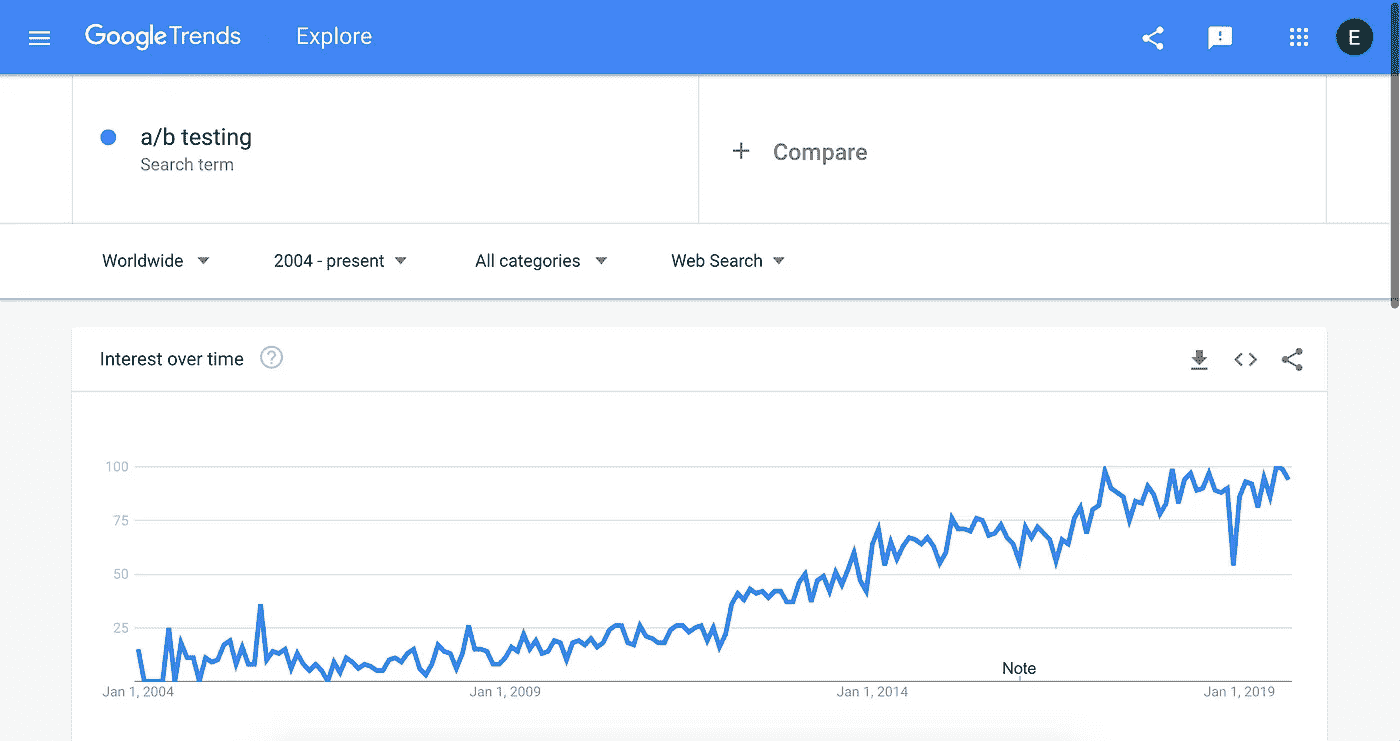 Google Trends Explore E
a/b testing
Search term
+ Compare
Worldwide 2004 - present All categories Web Search
Interest over time ?
100
75
50
25
Note
Jan 1, 2004 Jan 1, 2009 Jan 1, 2014 Jan 1, 2019